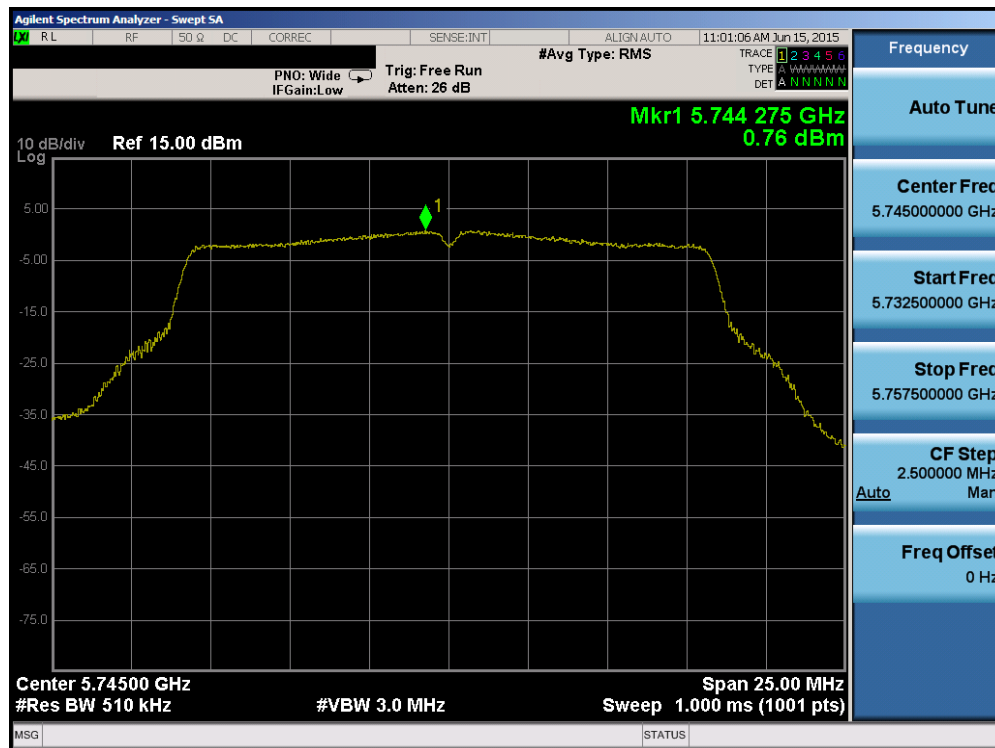 Agilent Spectrum Analyzer - Swept SA
LXI RL RF 50 Ω DC CORREC SENSE:INT ALIGNAUTO 11:01:06 AM Jun 15, 2015
#Avg Type: RMS
TRACE 1 2 3 4 5 6
TYPE A WWWWW
DET A N N N N N
PNO: Wide
IFGain:Low
Trig: Free Run
Atten: 26 dB
Mkr1 5.744 275 GHz
0.76 dBm
10 dB/div
Log
Ref 15.00 dBm
1
5.00
-5.00
-15.0
-25.0
-35.0
-45.0
-55.0
-65.0
-75.0
Center 5.74500 GHz
Span 25.00 MHz
#Res BW 510 kHz
#VBW 3.0 MHz
Sweep 1.000 ms (1001 pts)
MSG
STATUS
Frequency
Auto Tune
Center Freq
5.745000000 GHz
Start Freq
5.732500000 GHz
Stop Freq
5.757500000 GHz
CF Step
2.500000 MHz
Auto Man
Freq Offset
0 Hz